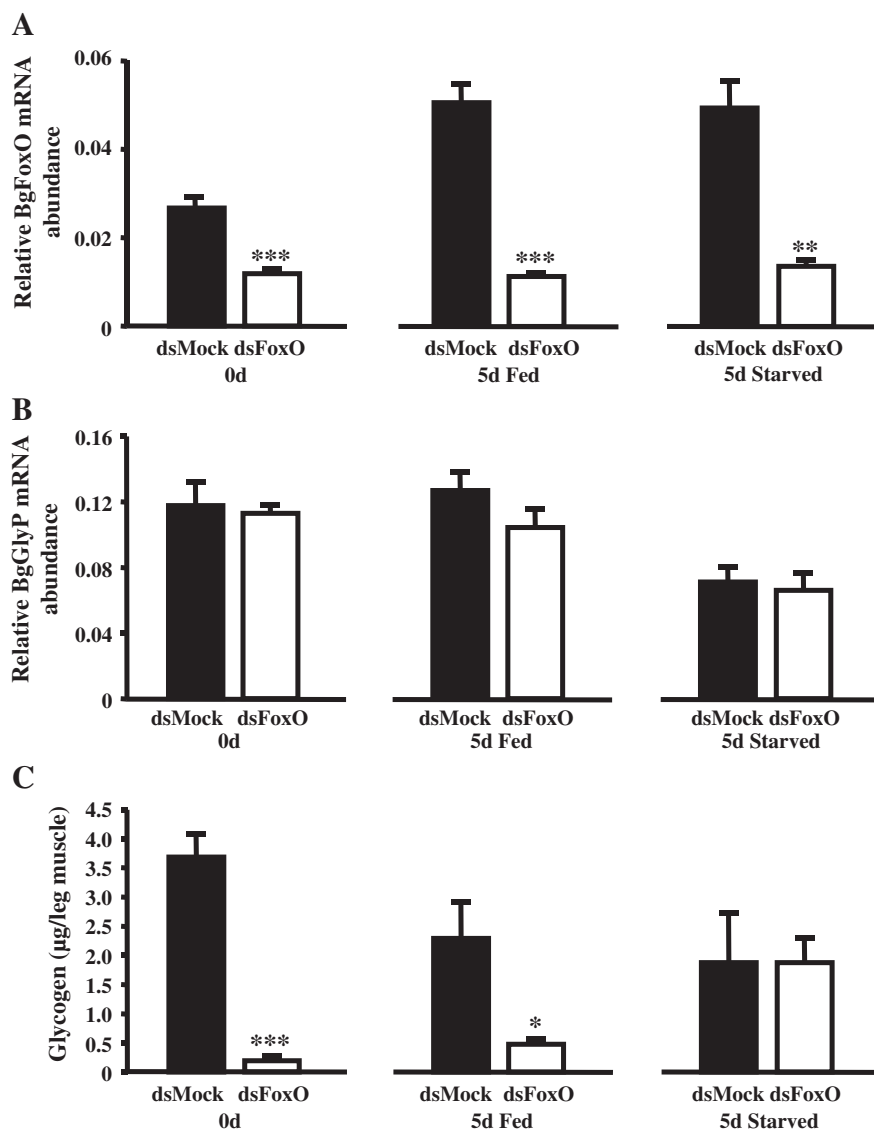 A
Relative BgFoxO mRNA
abundance
0.06
0.04
0.02
0
***
***
**
dsMock dsFoxO
dsMock dsFoxO
dsMock dsFoxO
0d
5d Fed
5d Starved
B
Relative BgGlyP mRNA
abundance
0.16
0.12
0.08
0.04
0
dsMock dsFoxO
dsMock dsFoxO
dsMock dsFoxO
0d
5d Fed
5d Starved
C
Glycogen (µg/leg muscle)
4.5
4.0
3.5
3.0
2.5
2.0
1.5
1.0
0.5
0
***
*
dsMock dsFoxO
dsMock dsFoxO
dsMock dsFoxO
0d
5d Fed
5d Starved